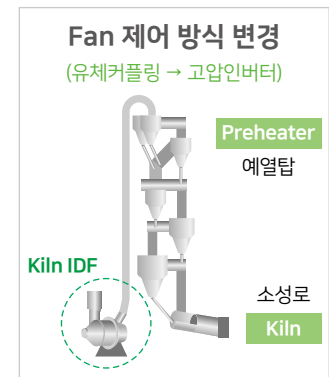 Fan 제어 방식 변경
(유체커플링 → 고압인버터)
Preheater
예열탑
Kiln IDF
소성로
Kiln